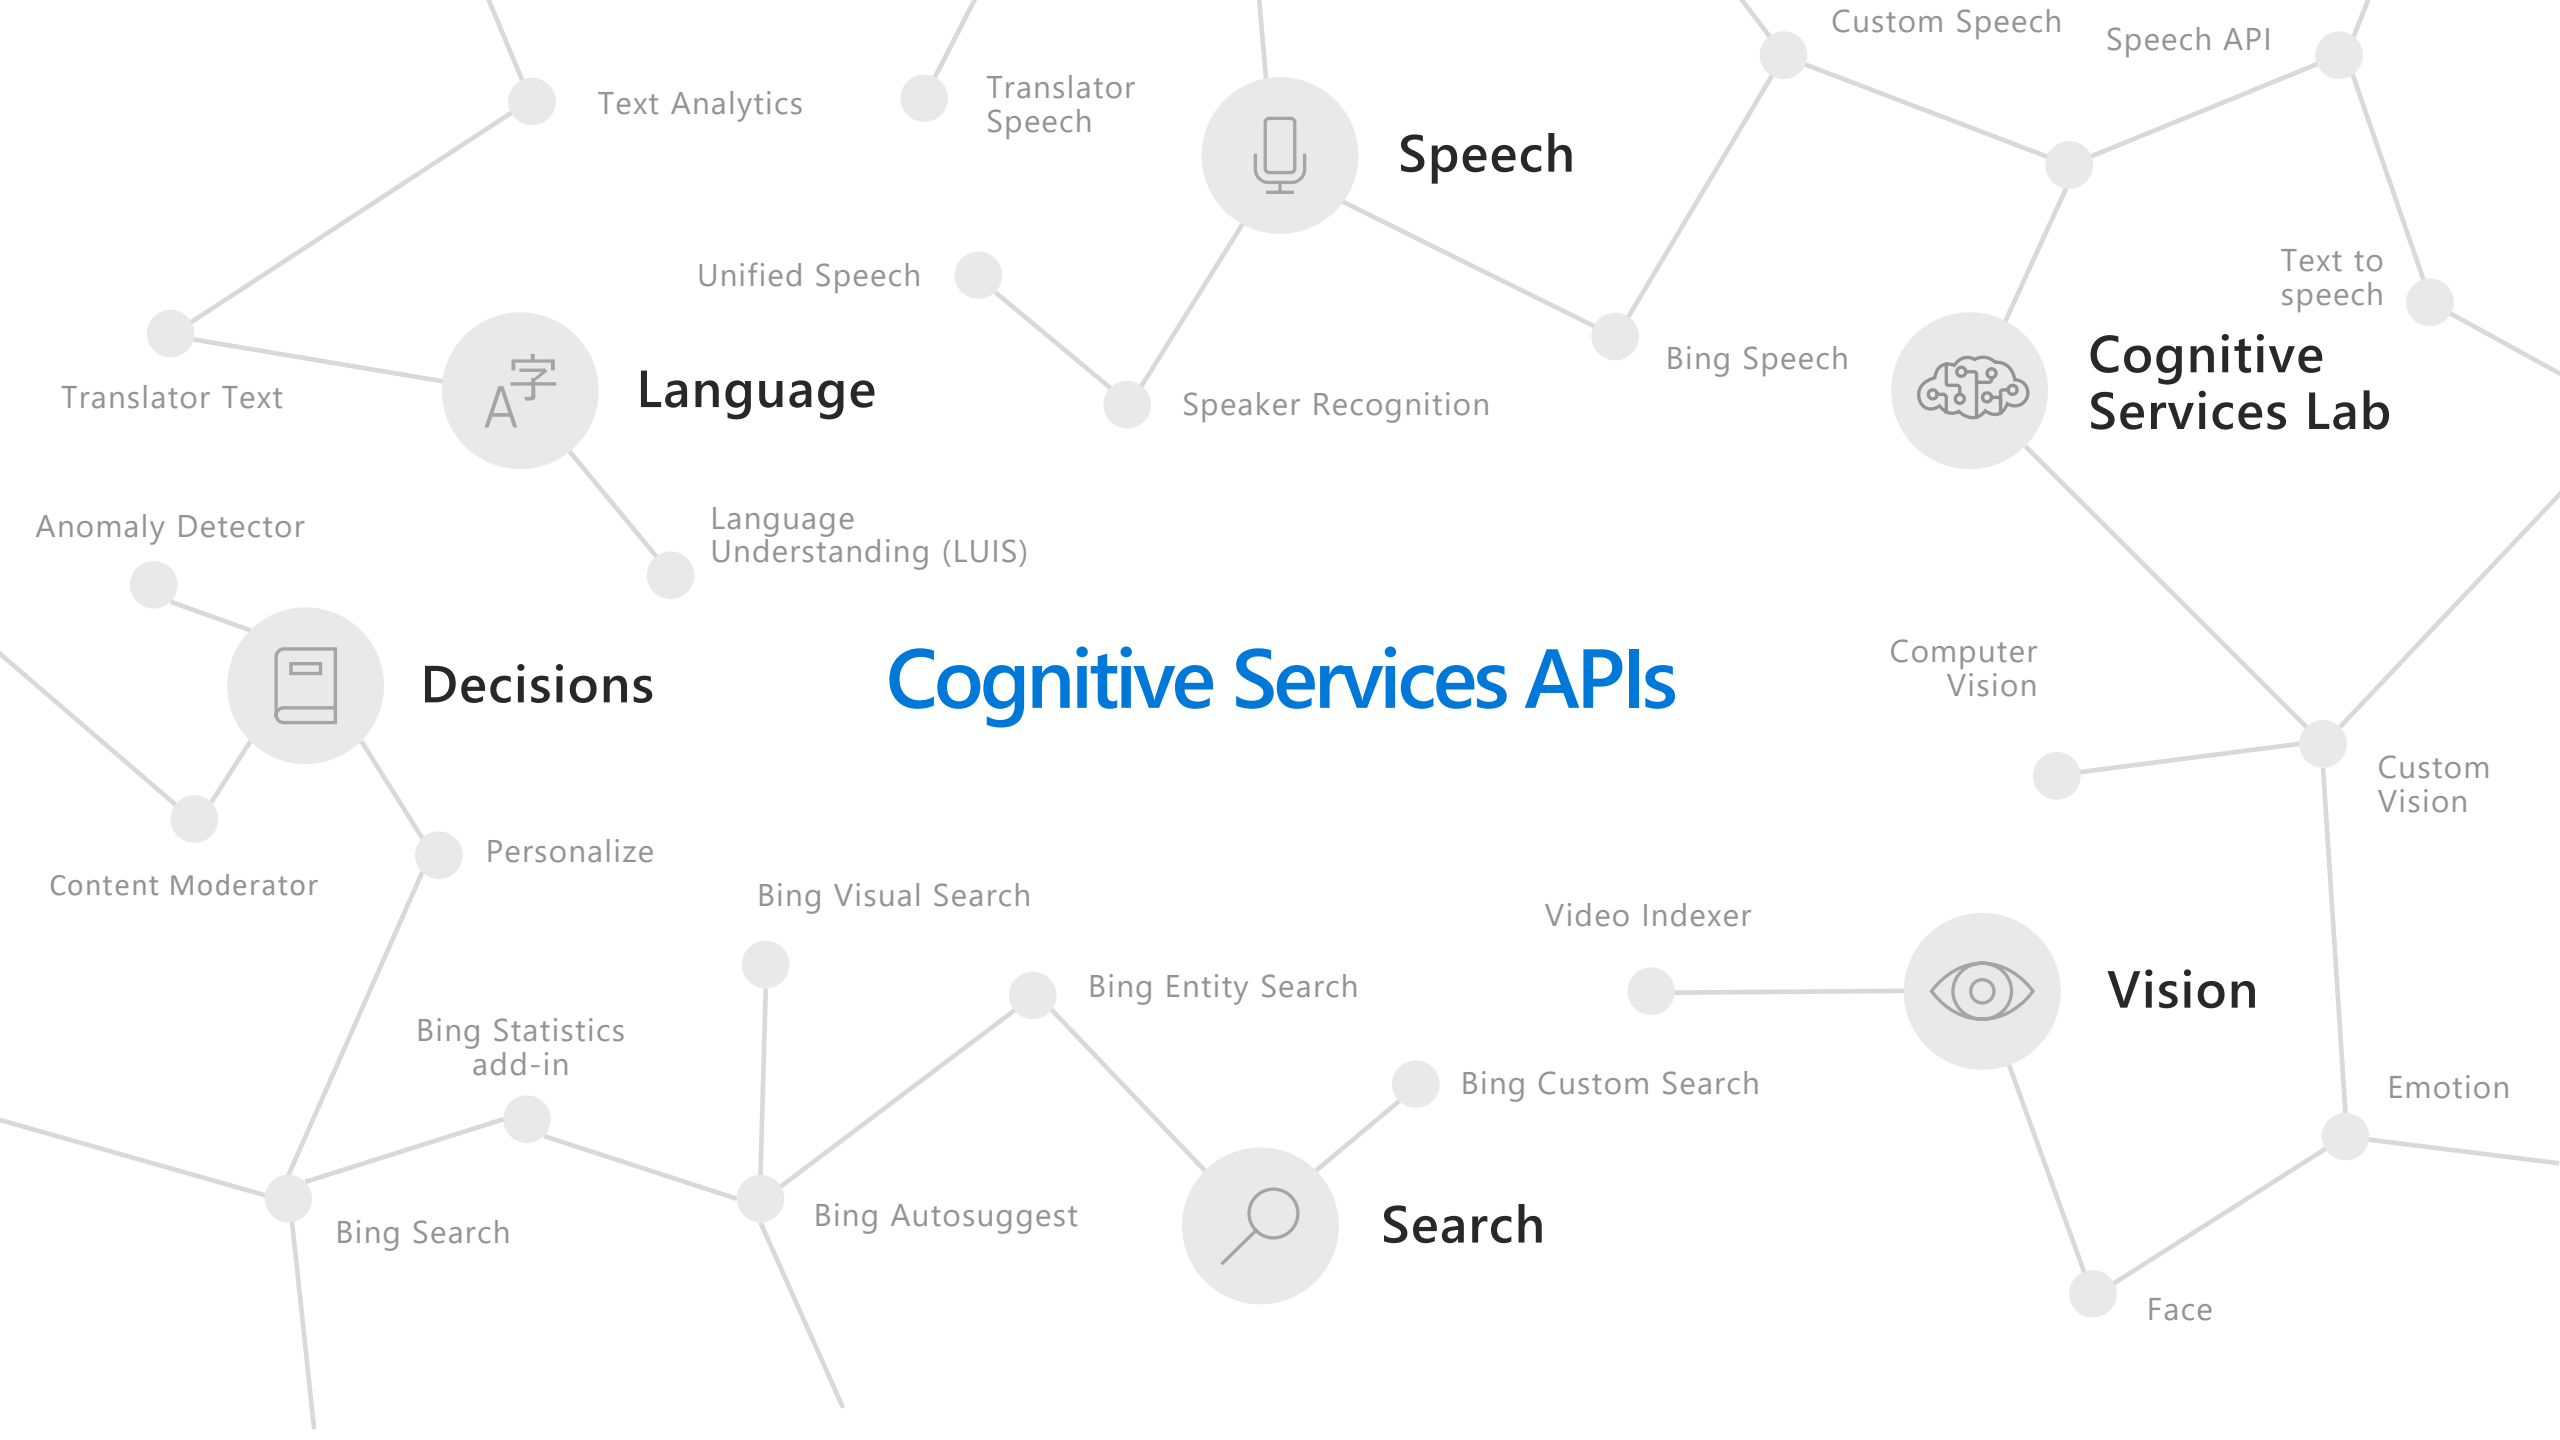 Custom Speech
Speech API
Text Analytics
Translator
Speech
Speech
Unified Speech
Text to
speech
Translator Text
Language
字
A
Speaker Recognition
Bing Speech
Cognitive
Services Lab
Anomaly Detector
Language
Understanding (LUIS)
Decisions
Cognitive Services APIs
Computer
Vision
Custom
Vision
Content Moderator
Personalize
Bing Visual Search
Video Indexer
Bing Entity Search
Vision
Bing Statistics
add-in
Bing Custom Search
Emotion
Bing Search
Bing Autosuggest
Search
Face